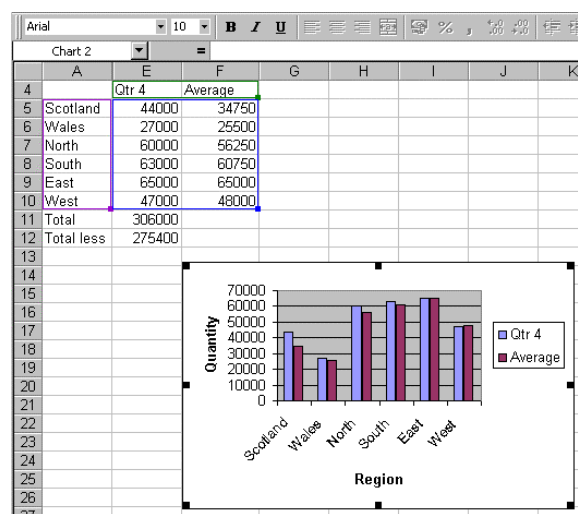 Arial 10 B I U % ,
Chart 2 =
A E F G H I J K
4 Qtr 4 Average
5 Scotland 44000 34750
6 Wales 27000 25500
7 North 60000 56250
8 South 63000 60750
9 East 65000 65000
10 West 47000 48000
11 Total 306000
12 Total less 275400
13
14
15
16
17
18
19
20
21
22
23
24
25
26
27
70000
60000
50000
40000
30000
20000
10000
0
Quantity
Scotland Wales North South East West
Region
Qtr 4
Average